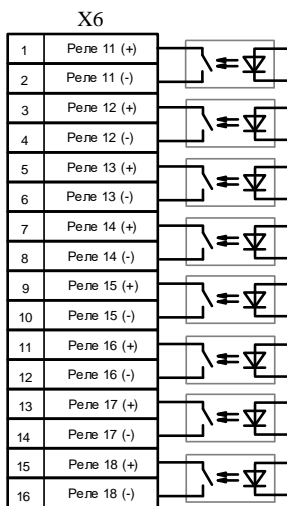 X6
1 Реле 11 (+)
2 Реле 11 (-)
3 Реле 12 (+)
4 Реле 12 (-)
5 Реле 13 (+)
6 Реле 13 (-)
7 Реле 14 (+)
8 Реле 14 (-)
9 Реле 15 (+)
10 Реле 15 (-)
11 Реле 16 (+)
12 Реле 16 (-)
13 Реле 17 (+)
14 Реле 17 (-)
15 Реле 18 (+)
16 Реле 18 (-)